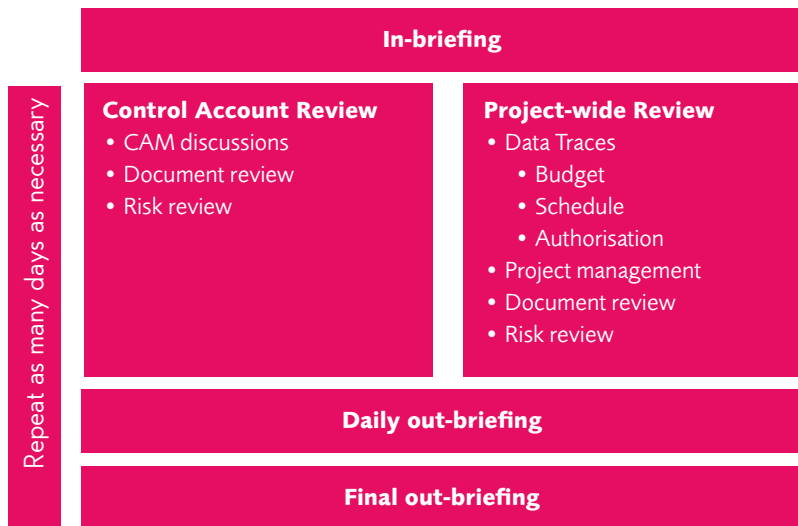 In-briefing
Repeat as many days as necessary
Control Account Review
• CAM discussions
• Document review
• Risk review
Project-wide Review
• Data Traces
• Budget
• Schedule
• Authorisation
• Project management
• Document review
• Risk review
Daily out-briefing
Final out-briefing